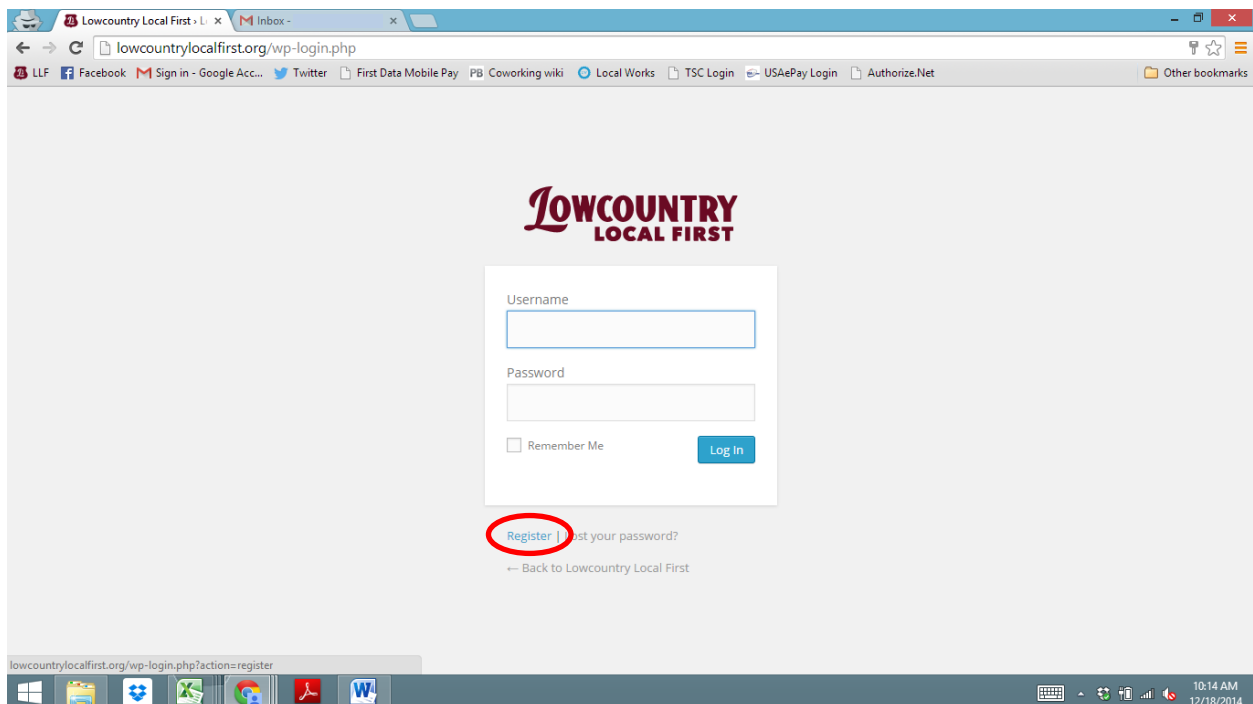 Lowcountry Local First › L
Inbox -
lowcountrylocalfirst.org/wp-login.php
LLF Facebook Sign in - Google Acc... Twitter First Data Mobile Pay PB Coworking wiki Local Works TSC Login USAePay Login Authorize.Net Other bookmarks
LOWCOUNTRY
LOCAL FIRST
Username
Password
Remember Me Log In
Register | Lost your password?
← Back to Lowcountry Local First
lowcountrylocalfirst.org/wp-login.php?action=register
10:14 AM
12/18/2014